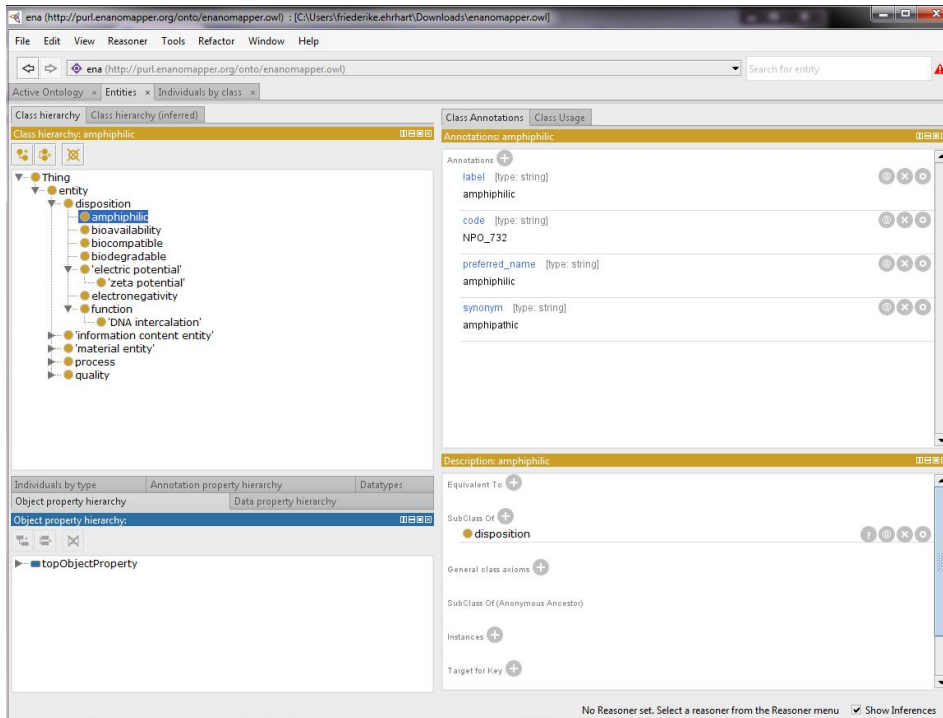 ena (http://purl.enanomapper.org/onto/enanomapper.owl) : [C:\Users\friederike.ehrhart\Downloads\enanomapper.owl]
File Edit View Reasoner Tools Refactor Window Help
ena (http://purl.enanomapper.org/onto/enanomapper.owl)
Search for entity
Active Ontology × Entities × Individuals by class ×
Class hierarchy Class hierarchy (inferred)
Class hierarchy: amphiphilic
Thing
entity
disposition
amphiphilic
bioavailability
biocompatible
biodegradable
'electric potential'
'zeta potential'
electronegativity
function
'DNA intercalation'
'information content entity'
'material entity'
process
quality
Individuals by type Annotation property hierarchy Datatypes
Object property hierarchy Data property hierarchy
Object property hierarchy:
topObjectProperty
Class Annotations Class Usage
Annotations: amphiphilic
Annotations
label [type: string]
amphiphilic
code [type: string]
NPO_732
preferred_name [type: string]
amphiphilic
synonym [type: string]
amphipathic
Description: amphiphilic
Equivalent To
SubClass Of
disposition
General class axioms
SubClass Of (Anonymous Ancestor)
Instances
Target for Key
No Reasoner set. Select a reasoner from the Reasoner menu Show Inferences